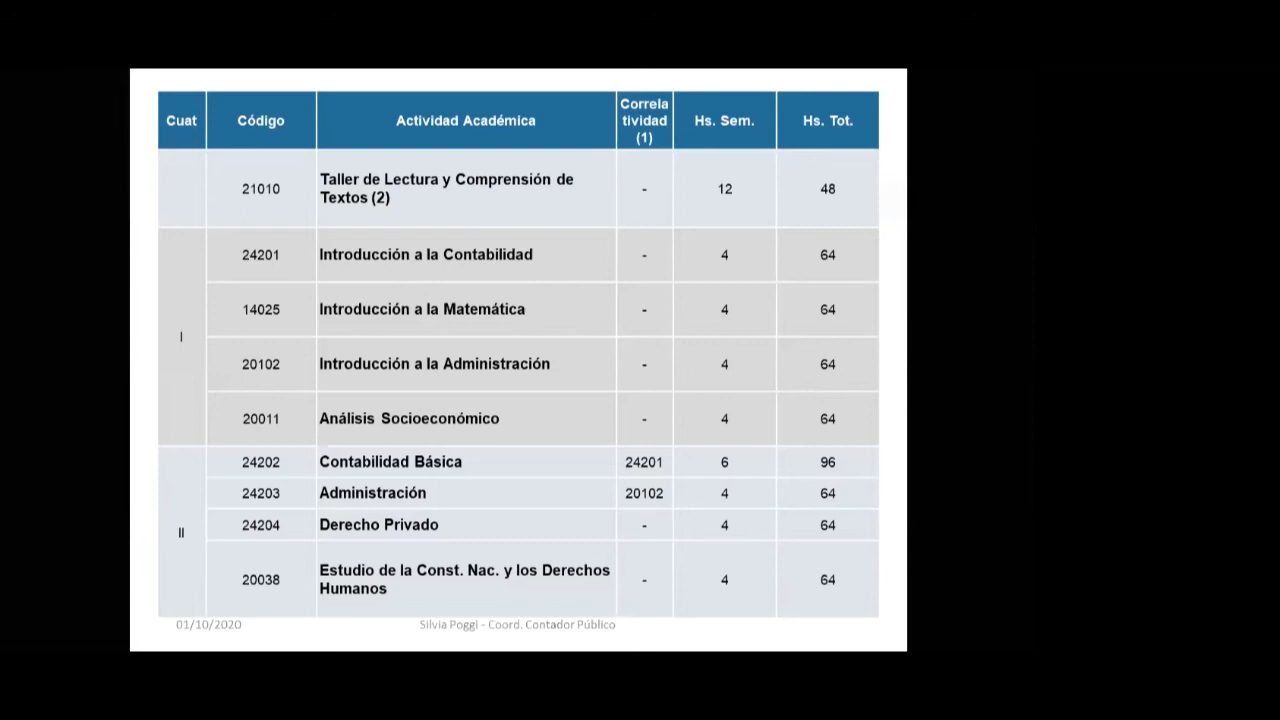 Cuat Código Actividad Académica Correla tividad (1) Hs. Sem. Hs. Tot.
21010 Taller de Lectura y Comprensión de Textos (2) - 12 48
I
24201 Introducción a la Contabilidad - 4 64
14025 Introducción a la Matemática - 4 64
20102 Introducción a la Administración - 4 64
20011 Análisis Socioeconómico - 4 64
II
24202 Contabilidad Básica 24201 6 96
24203 Administración 20102 4 64
24204 Derecho Privado - 4 64
20038 Estudio de la Const. Nac. y los Derechos Humanos - 4 64
01/10/2020 Silvia Poggi - Coord. Contador Público